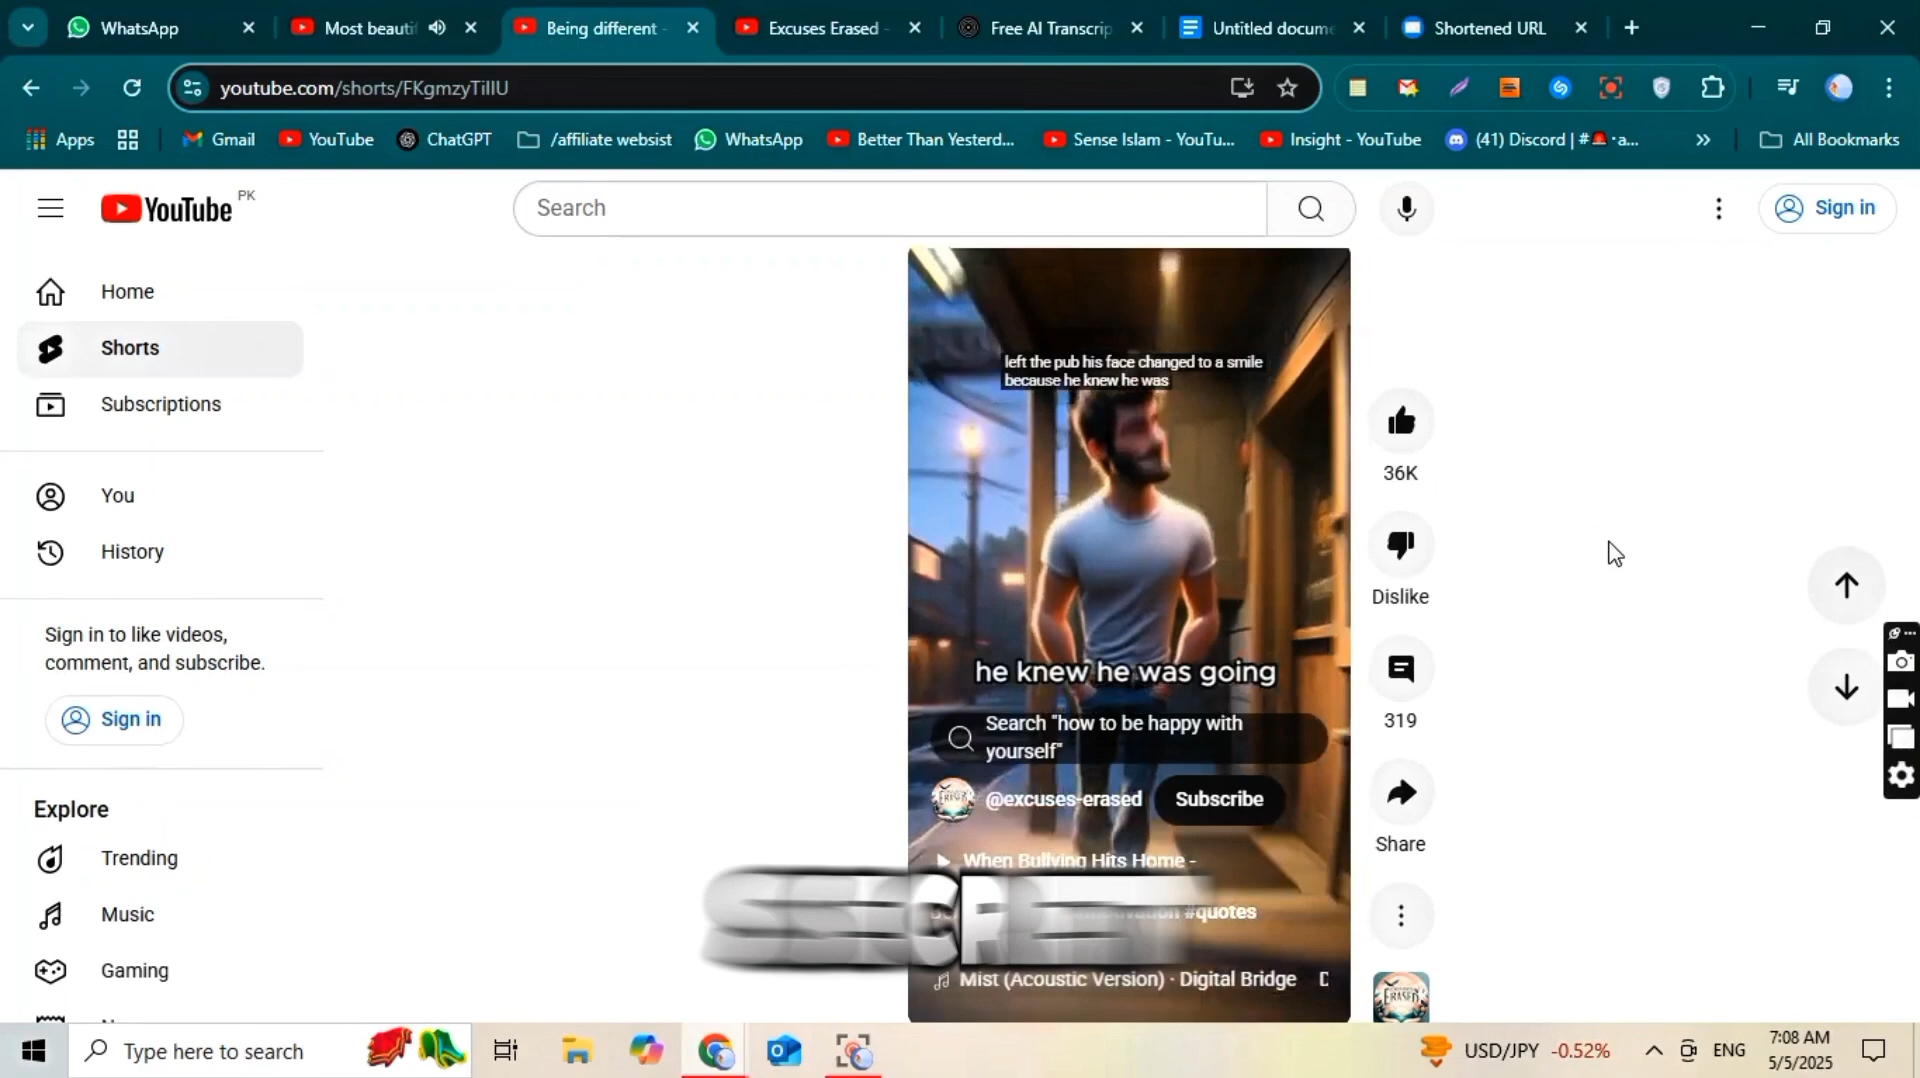 WhatsApp
Most beauti
Being different -
Excuses Erased -
Free AI Transcrip
Untitled docume
Shortened URL
youtube.com/shorts/FKgmzyTiIlU
Apps
Gmail
YouTube
ChatGPT
/affiliate websist
WhatsApp
Better Than Yesterd...
Sense Islam - YouTu...
Insight - YouTube
(41) Discord | #🚨・a...
»
All Bookmarks
YouTube PK
Search
Sign in
Home
Shorts
Subscriptions
You
History
Sign in to like videos,
comment, and subscribe.
Sign in
Explore
Trending
Music
Gaming
left the pub his face changed to a smile
because he knew he was
he knew he was going
Search "how to be happy with
yourself"
@excuses-erased
Subscribe
When Bullying Hits Home -
#quotes
Mist (Acoustic Version) · Digital Bridge
36K
Dislike
319
Share
ERASED
Type here to search
USD/JPY -0.52%
ENG
7:08 AM
5/5/2025